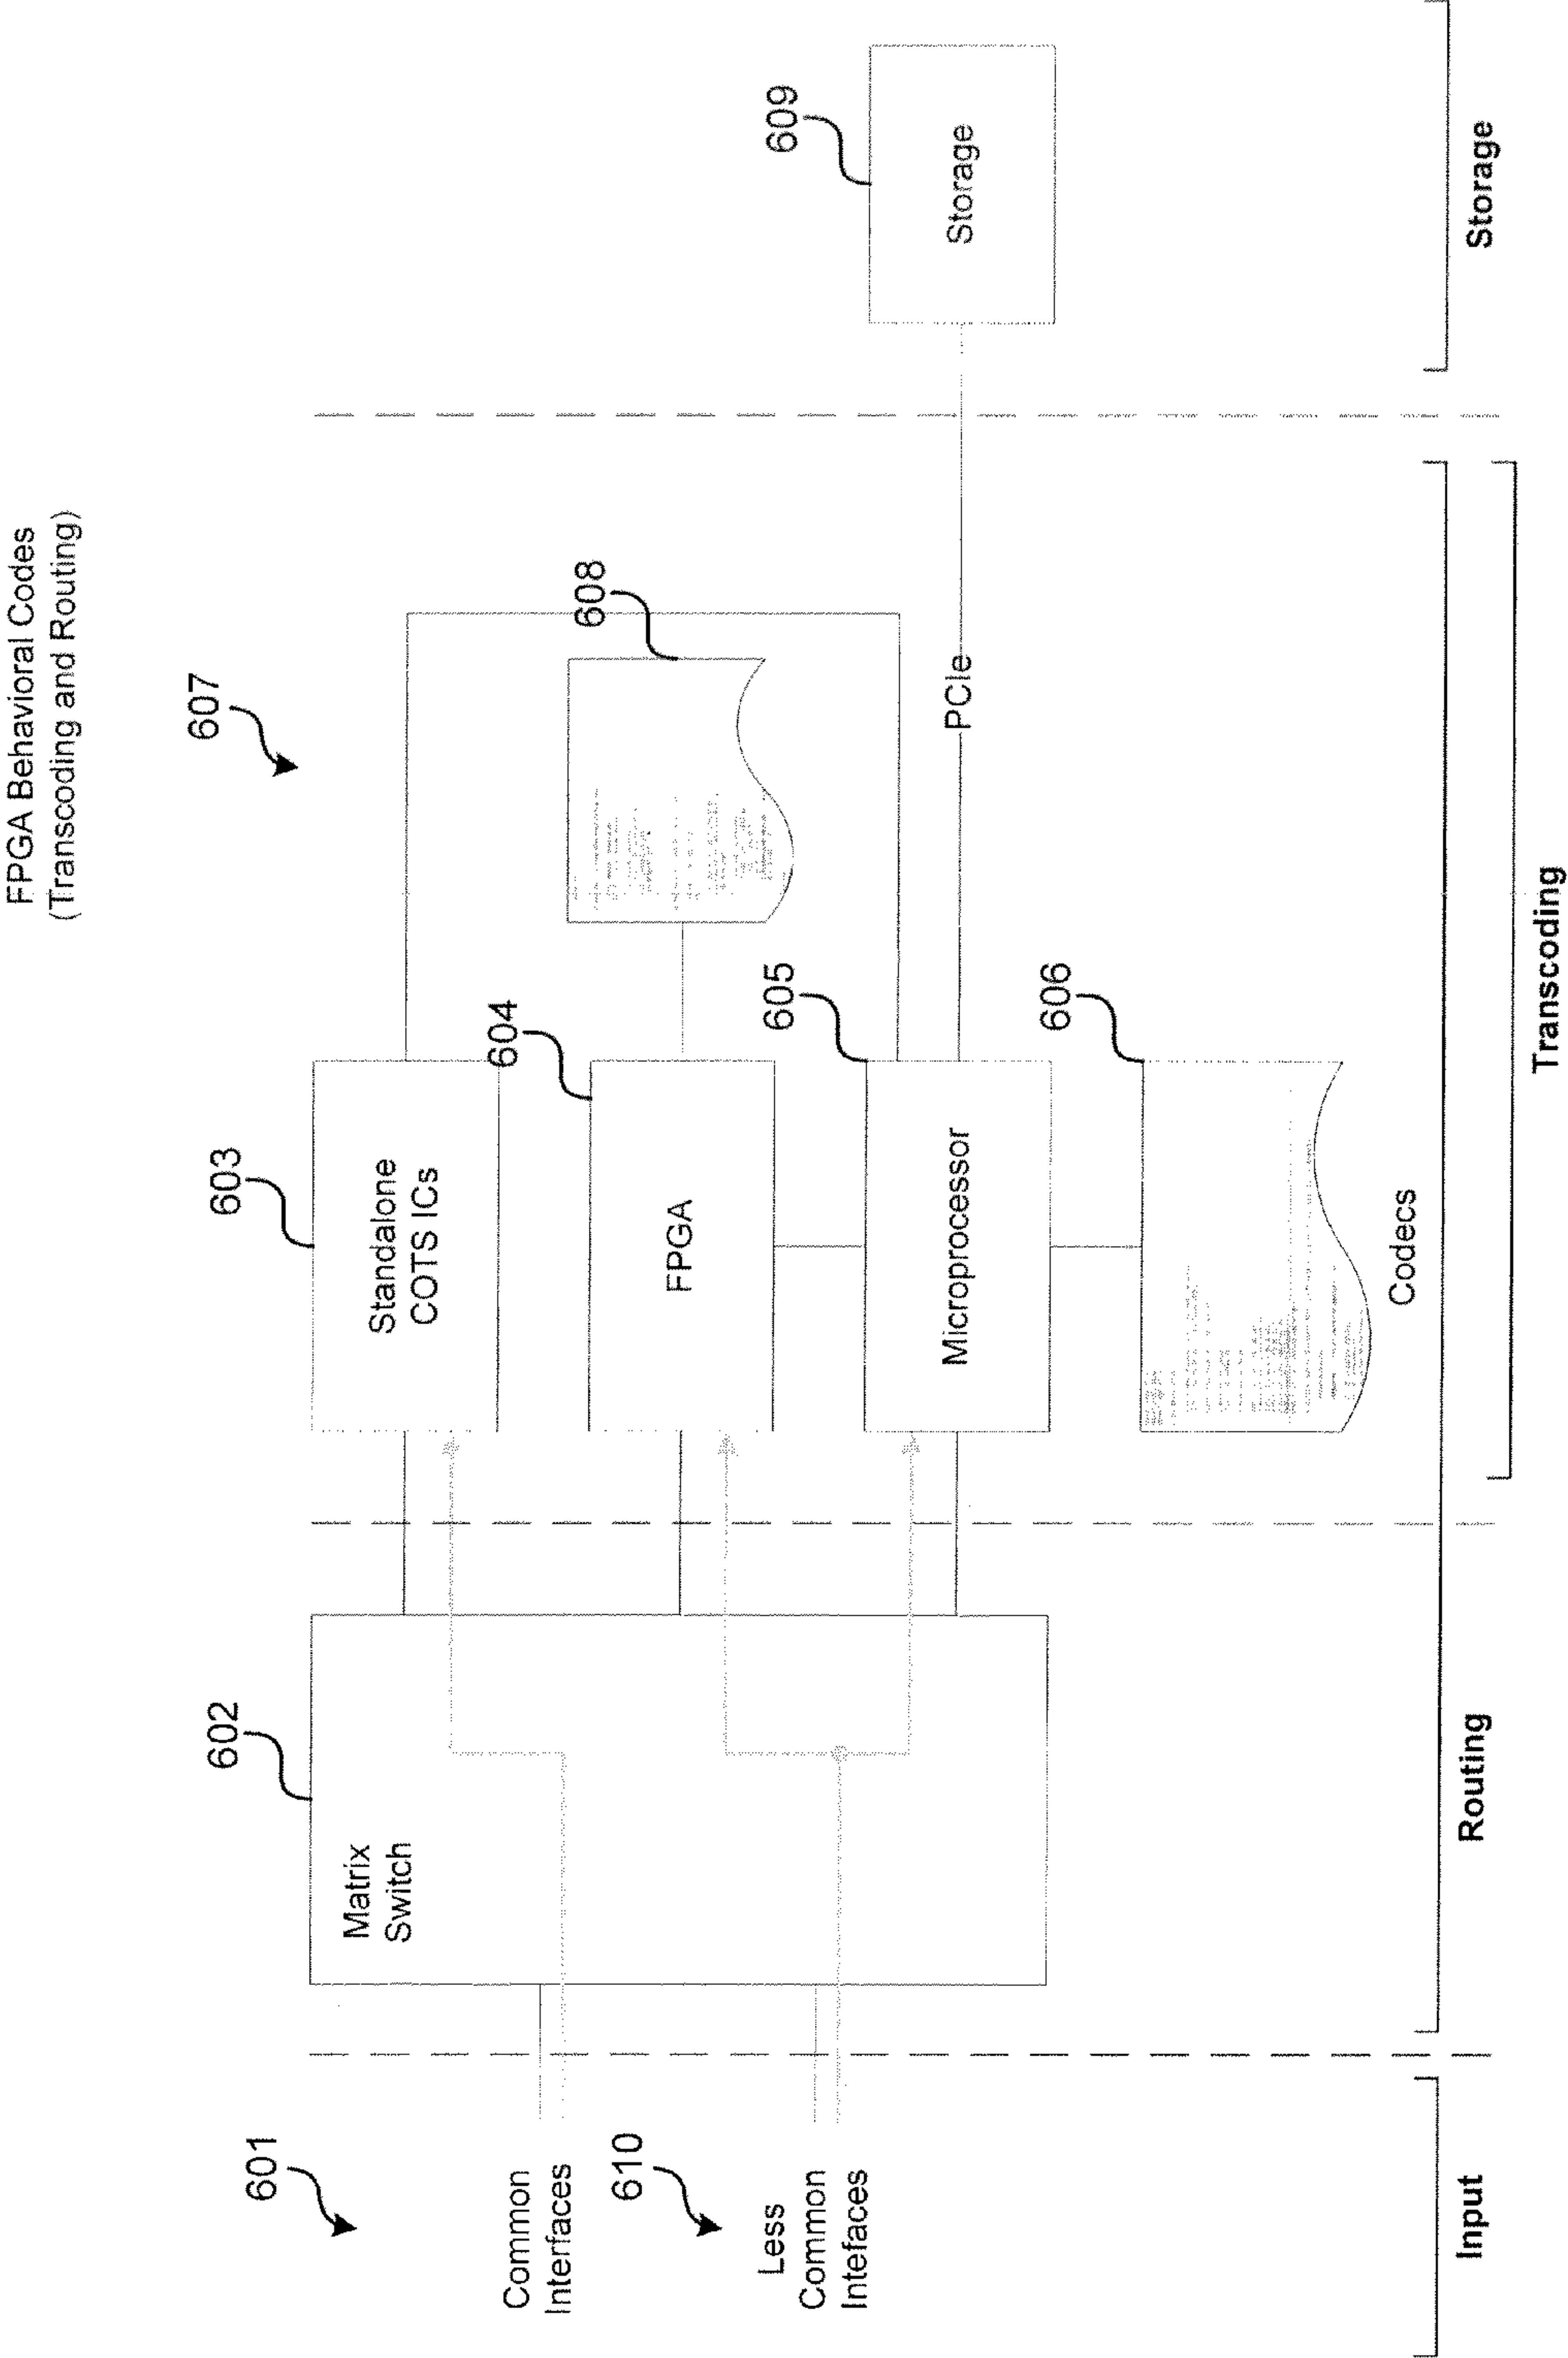 FPGA Behavioral Codes
(Transcoding and Routing)
607
601
Common
Interfaces
610
Less
Common
Intefaces
602
Matrix
Switch
603
Standalone
COTS ICs
604
FPGA
608
605
Microprocessor
PCIe
606
Codecs
609
Storage
Input
Routing
Transcoding
Storage